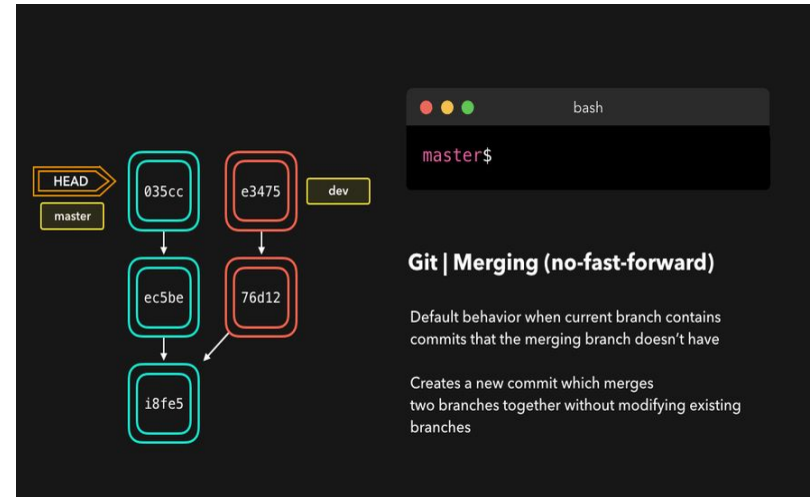 bash
master$
HEAD
master
035cc
e3475
dev
ec5be
76d12
i8fe5
Git | Merging (no-fast-forward)
Default behavior when current branch contains
commits that the merging branch doesn’t have
Creates a new commit which merges
two branches together without modifying existing
branches